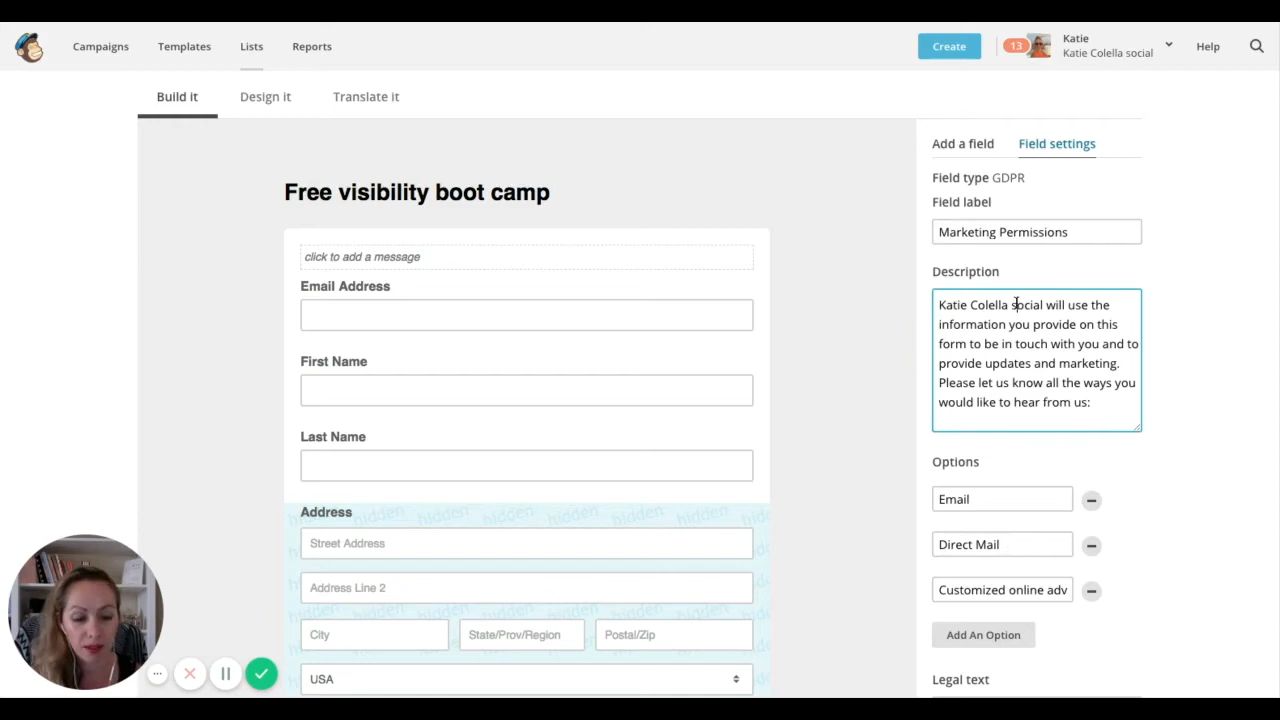 Campaigns
Templates
Lists
Reports
Create
13
Katie
Katie Colella social
Help
Build it
Design it
Translate it
Free visibility boot camp
click to add a message
Email Address
First Name
Last Name
Address
hidden hidden hidden hidden hidden
Street Address
Address Line 2
City
State/Prov/Region
Postal/Zip
USA
Add a field
Field settings
Field type GDPR
Field label
Marketing Permissions
Description
Katie Colella social will use the
information you provide on this
form to be in touch with you and to
provide updates and marketing.
Please let us know all the ways you
would like to hear from us:
Options
Email
Direct Mail
Customized online adv
Add An Option
Legal text